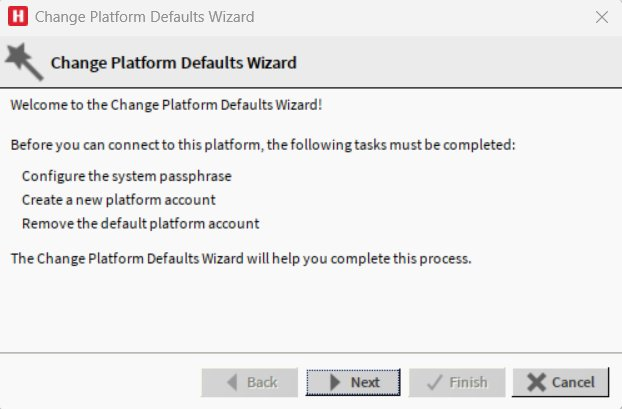 H Change Platform Defaults Wizard
Change Platform Defaults Wizard
Welcome to the Change Platform Defaults Wizard!
Before you can connect to this platform, the following tasks must be completed:
Configure the system passphrase
Create a new platform account
Remove the default platform account
The Change Platform Defaults Wizard will help you complete this process.
Back Next Finish Cancel